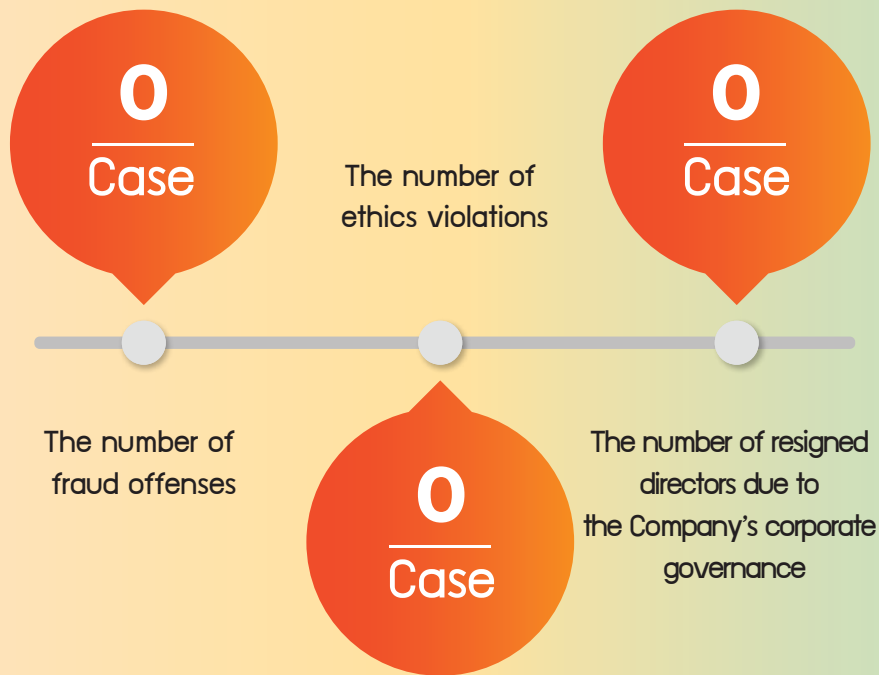 0
Case
The number of
fraud offenses
The number of
ethics violations
0
Case
0
Case
The number of resigned
directors due to
the Company's corporate
governance